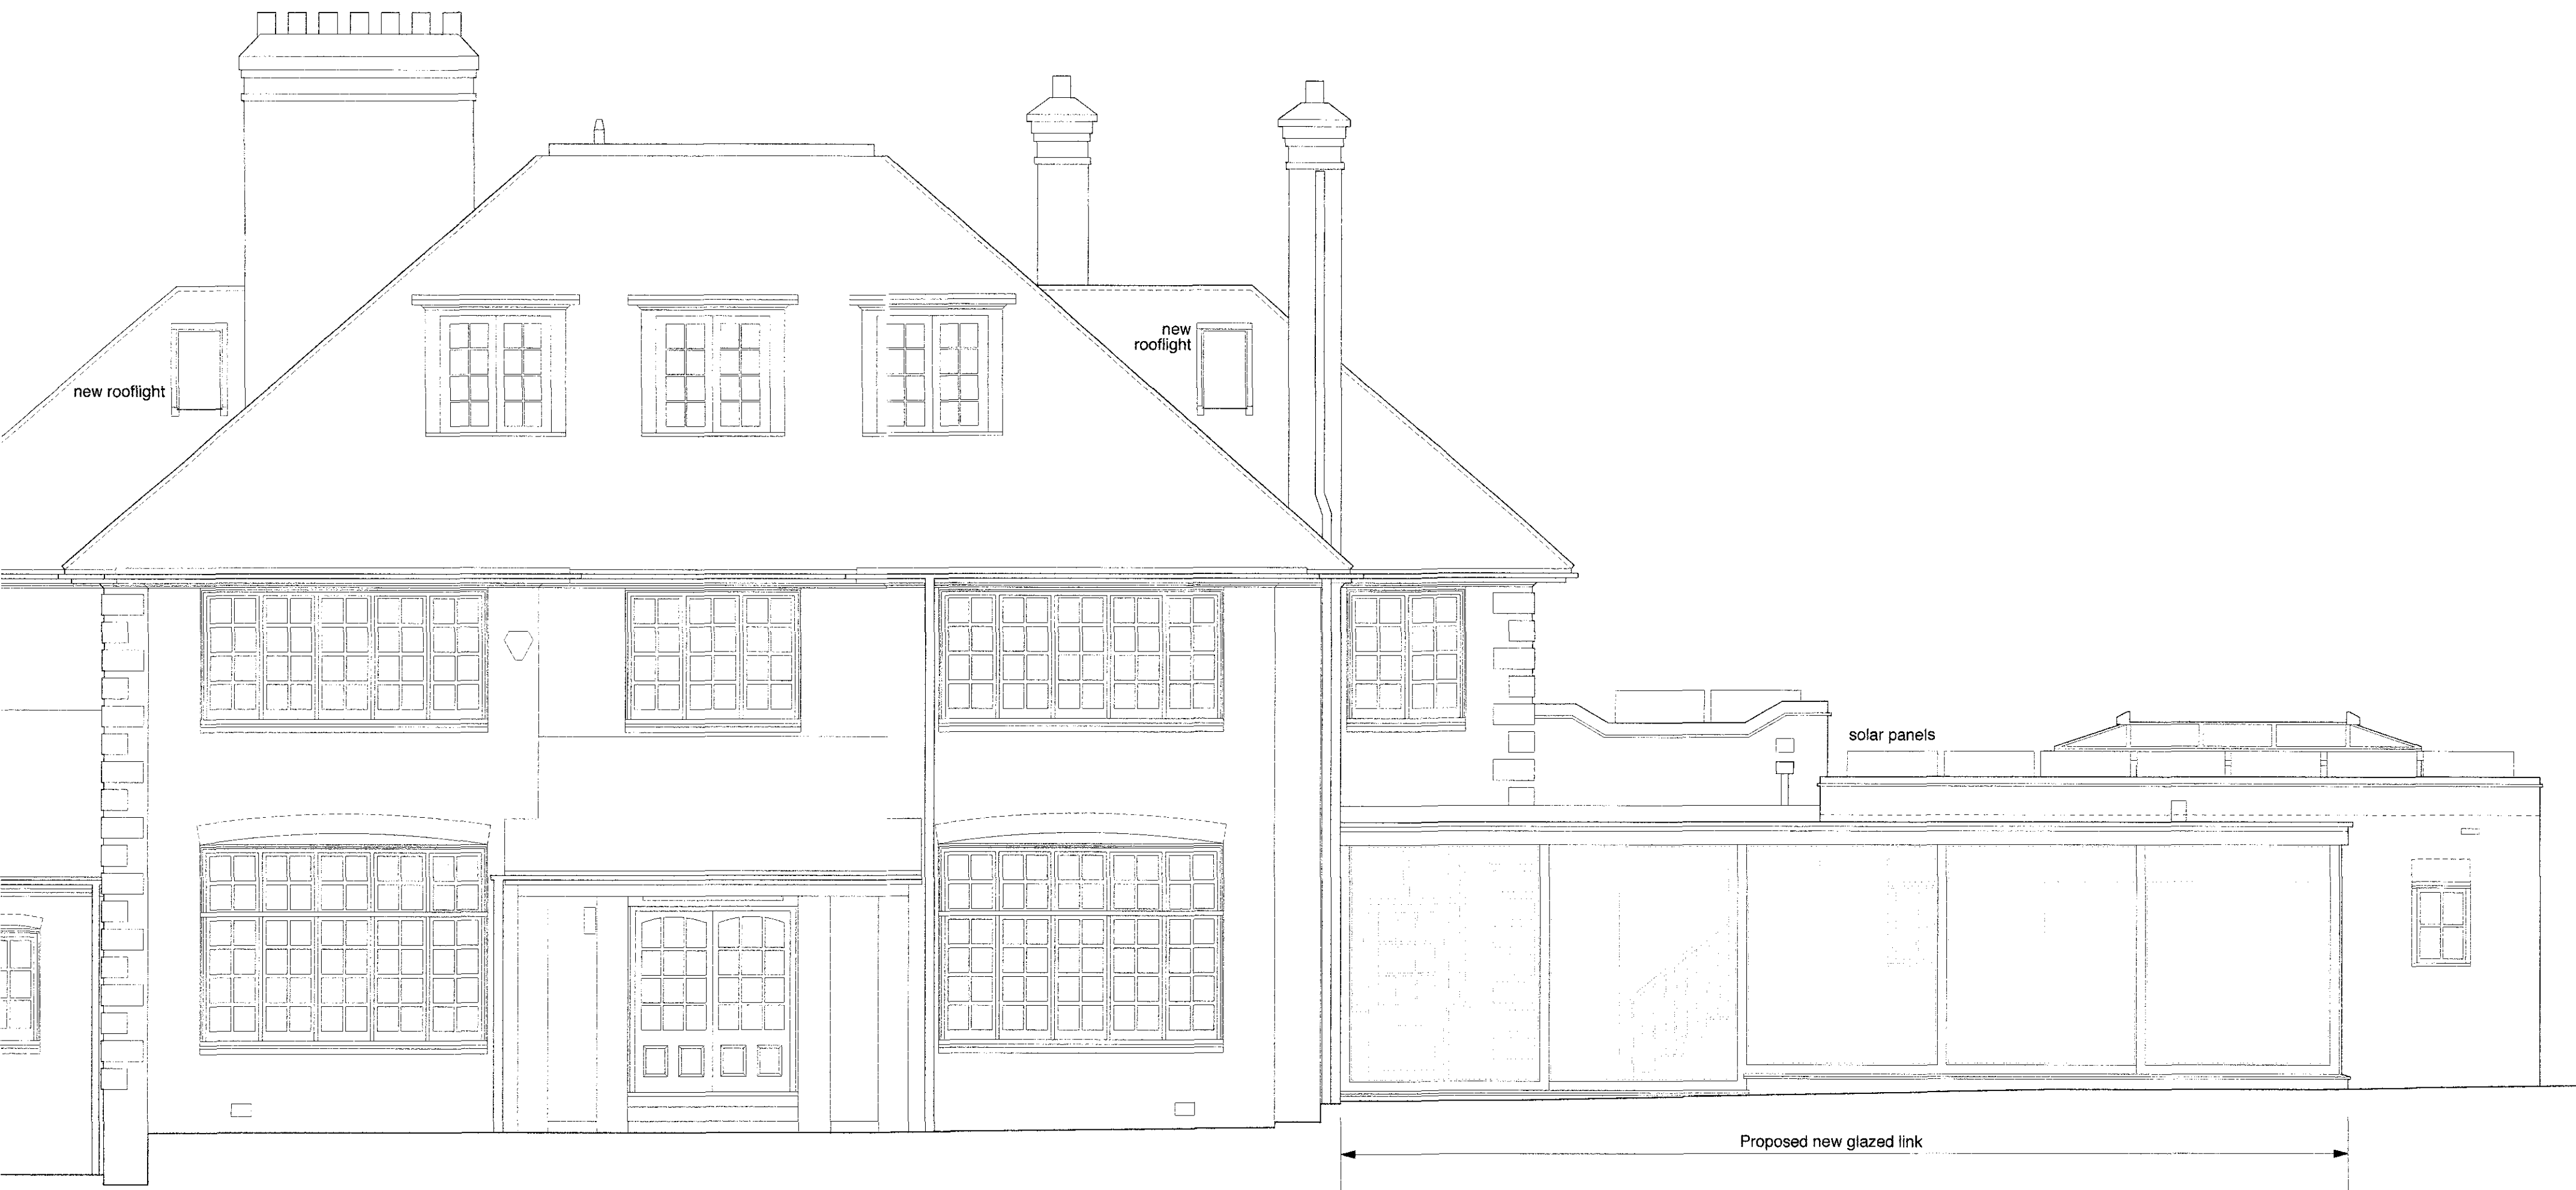 new
rooflight
new rooflight
solar panels
Proposed new glazed link